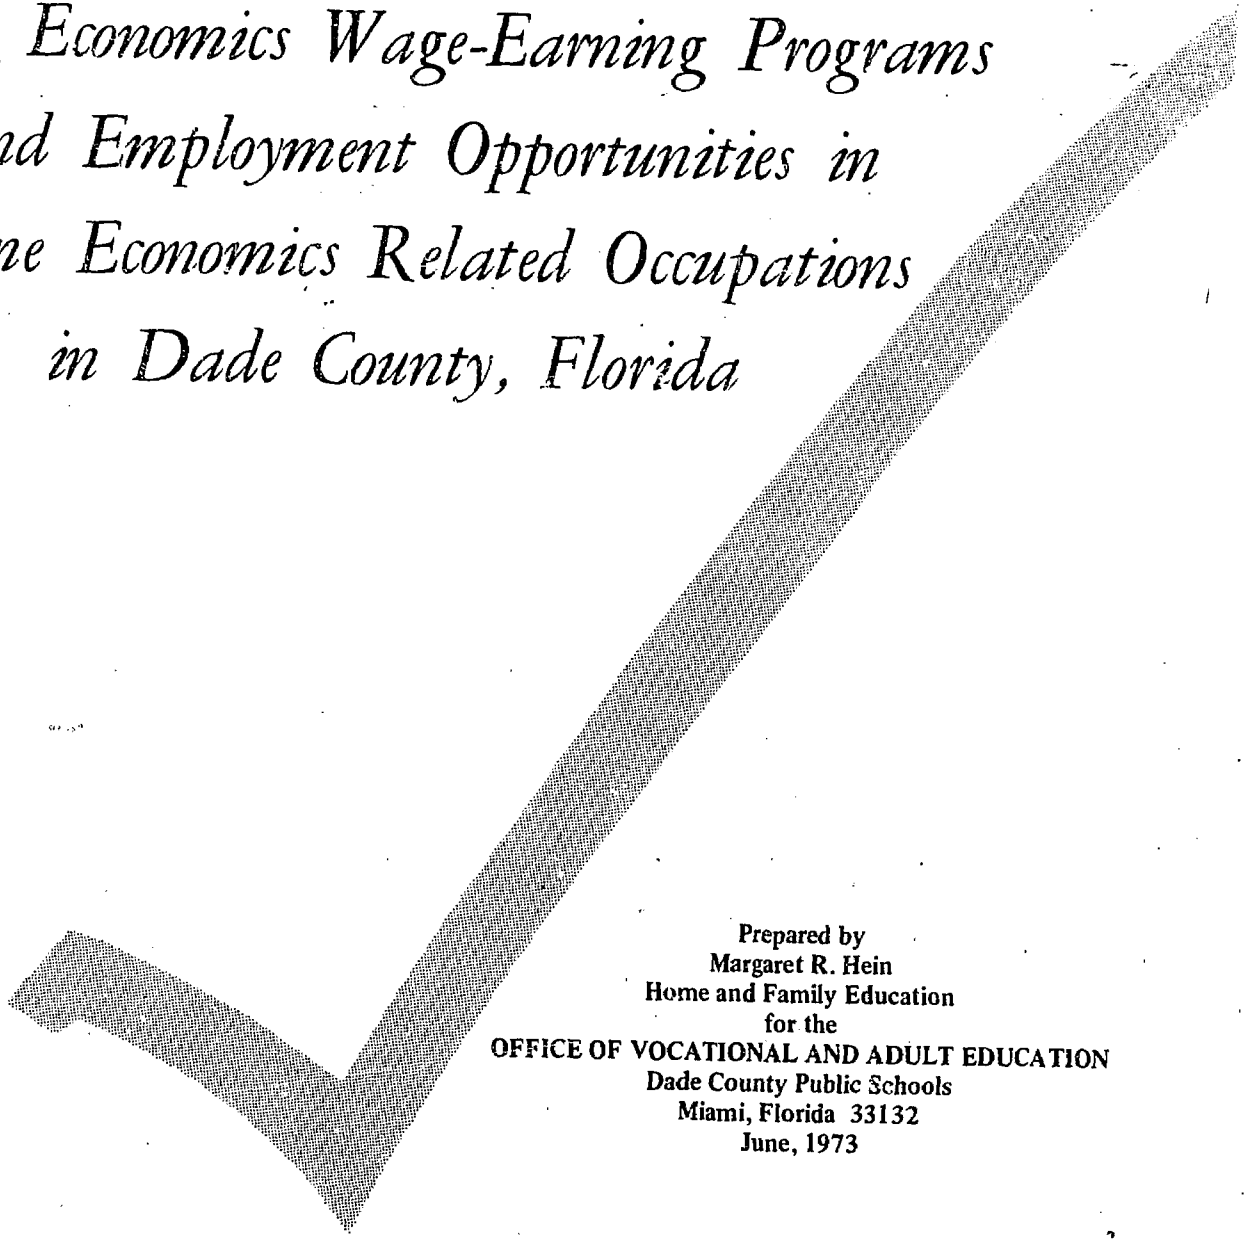 Economics Wage-Earning Programs
nd Employment Opportunities in
ne Economics Related Occupations
in Dade County, Florida
Prepared by
Margaret R. Hein
Home and Family Education
for the
OFFICE OF VOCATIONAL AND ADULT EDUCATION
Dade County Public Schools
Miami, Florida 33132
June, 1973